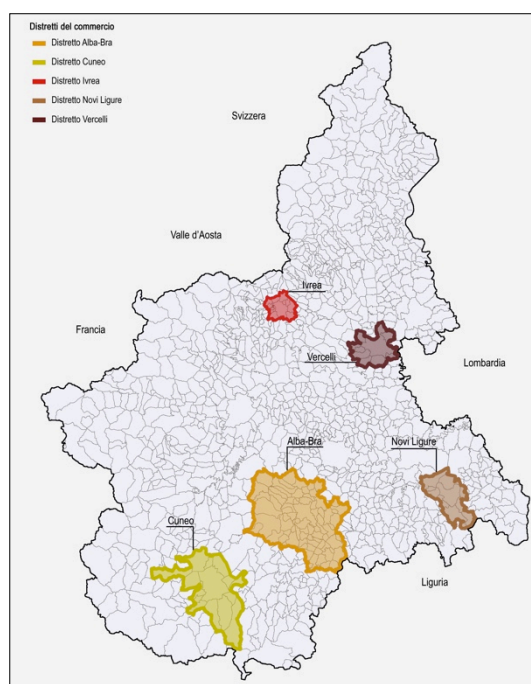 Distretti del commercio
Distretto Alba-Bra
Distretto Cuneo
Distretto Ivrea
Distretto Novi Ligure
Distretto Vercelli
Svizzera
Valle d'Aosta
Ivrea
Francia
Vercelli
Lombardia
Alba-Bra
Novi Ligure
Cuneo
Liguria